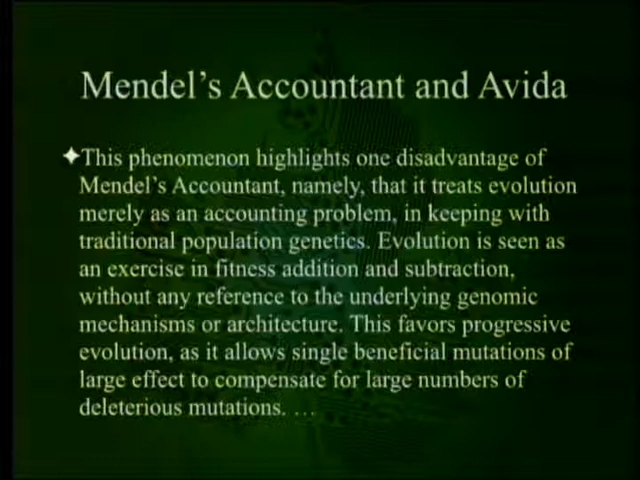 Mendel's Accountant and Avida
✦This phenomenon highlights one disadvantage of
Mendel's Accountant, namely, that it treats evolution
merely as an accounting problem, in keeping with
traditional population genetics. Evolution is seen as
an exercise in fitness addition and subtraction,
without any reference to the underlying genomic
mechanisms or architecture. This favors progressive
evolution, as it allows single beneficial mutations of
large effect to compensate for large numbers of
deleterious mutations. …